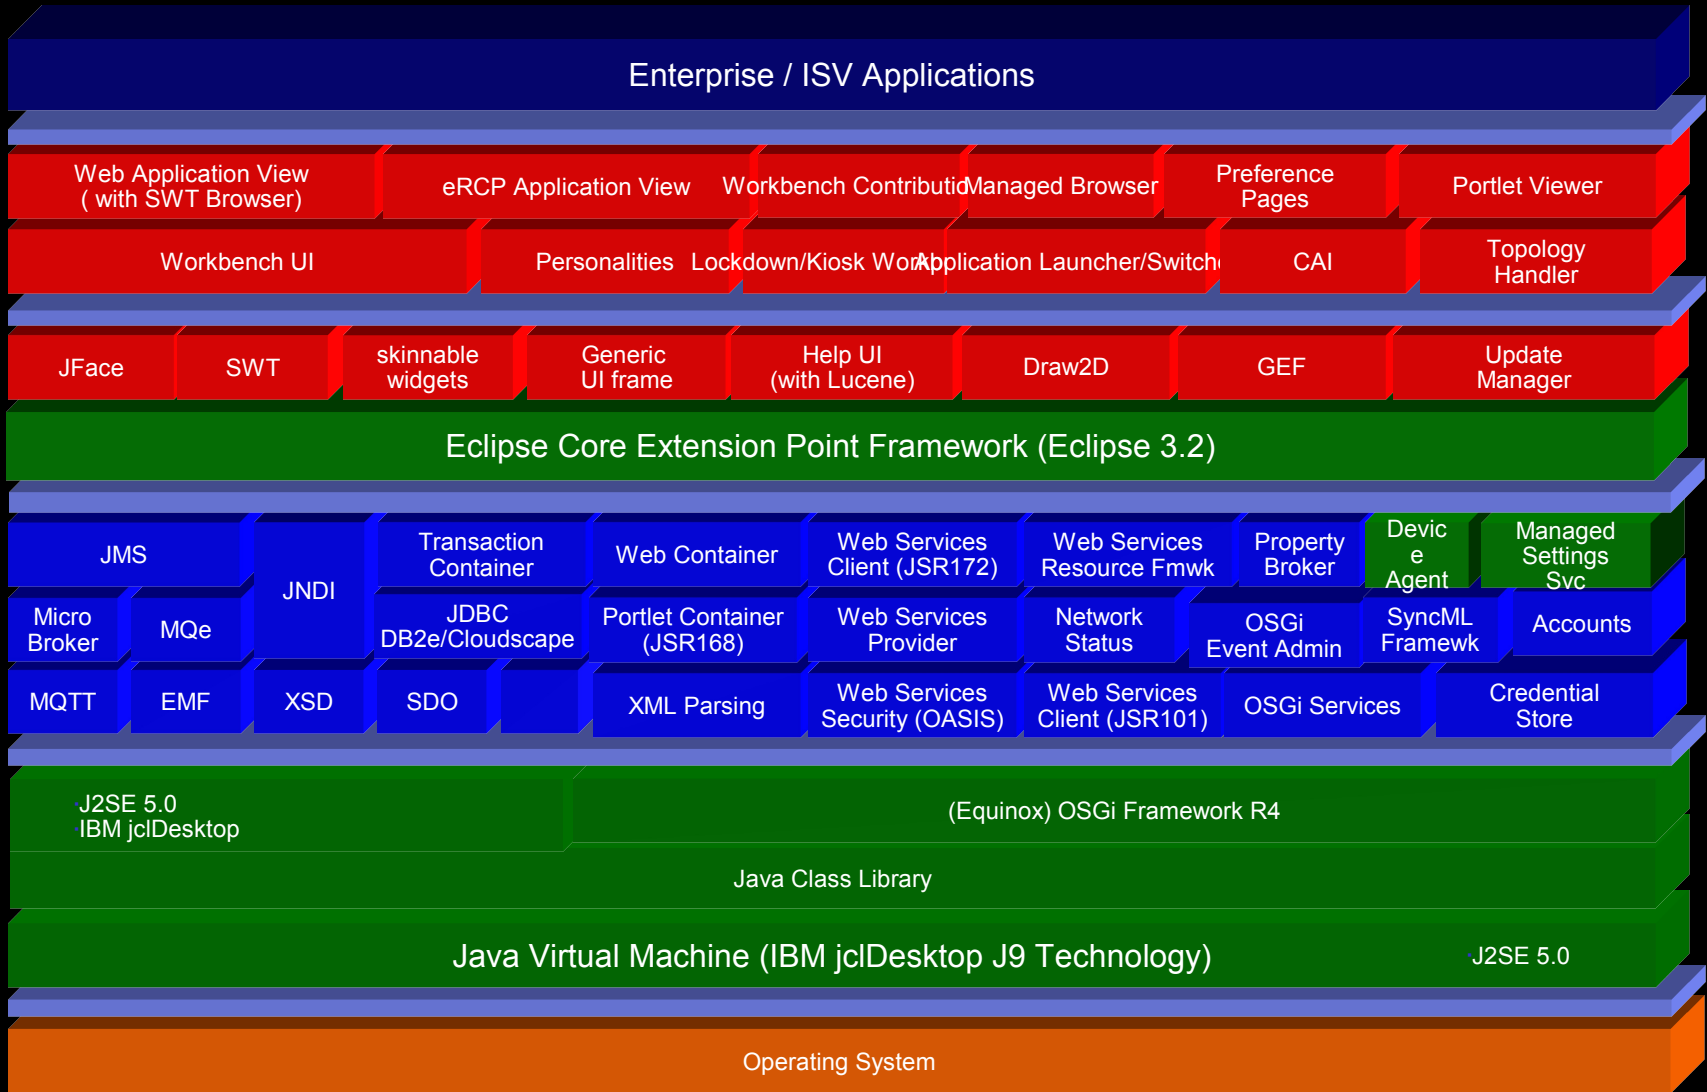 Enterprise / ISV Applications
Web Application View
( with SWT Browser)
eRCP Application View
Workbench Contributio
Managed Browser
Preference
Pages
Portlet Viewer
Workbench UI
Personalities
Lockdown/Kiosk Workb
Application Launcher/Switche
CAI
Topology
Handler
JFace
SWT
skinnable
widgets
Generic
UI frame
Help UI
(with Lucene)
Draw2D
GEF
Update
Manager
Eclipse Core Extension Point Framework (Eclipse 3.2)
JMS
JNDI
Transaction
Container
Web Container
Web Services
Client (JSR172)
Web Services
Resource Fmwk
Property
Broker
Devic
e
Agent
Managed
Settings
Svc
Micro
Broker
MQe
JDBC
DB2e/Cloudscape
Portlet Container
(JSR168)
Web Services
Provider
Network
Status
OSGi
Event Admin
SyncML
Framewk
Accounts
MQTT
EMF
XSD
SDO
XML Parsing
Web Services
Security (OASIS)
Web Services
Client (JSR101)
OSGi Services
Credential
Store
·J2SE 5.0
·IBM jclDesktop
(Equinox) OSGi Framework R4
Java Class Library
Java Virtual Machine (IBM jclDesktop J9 Technology)
·J2SE 5.0
Operating System